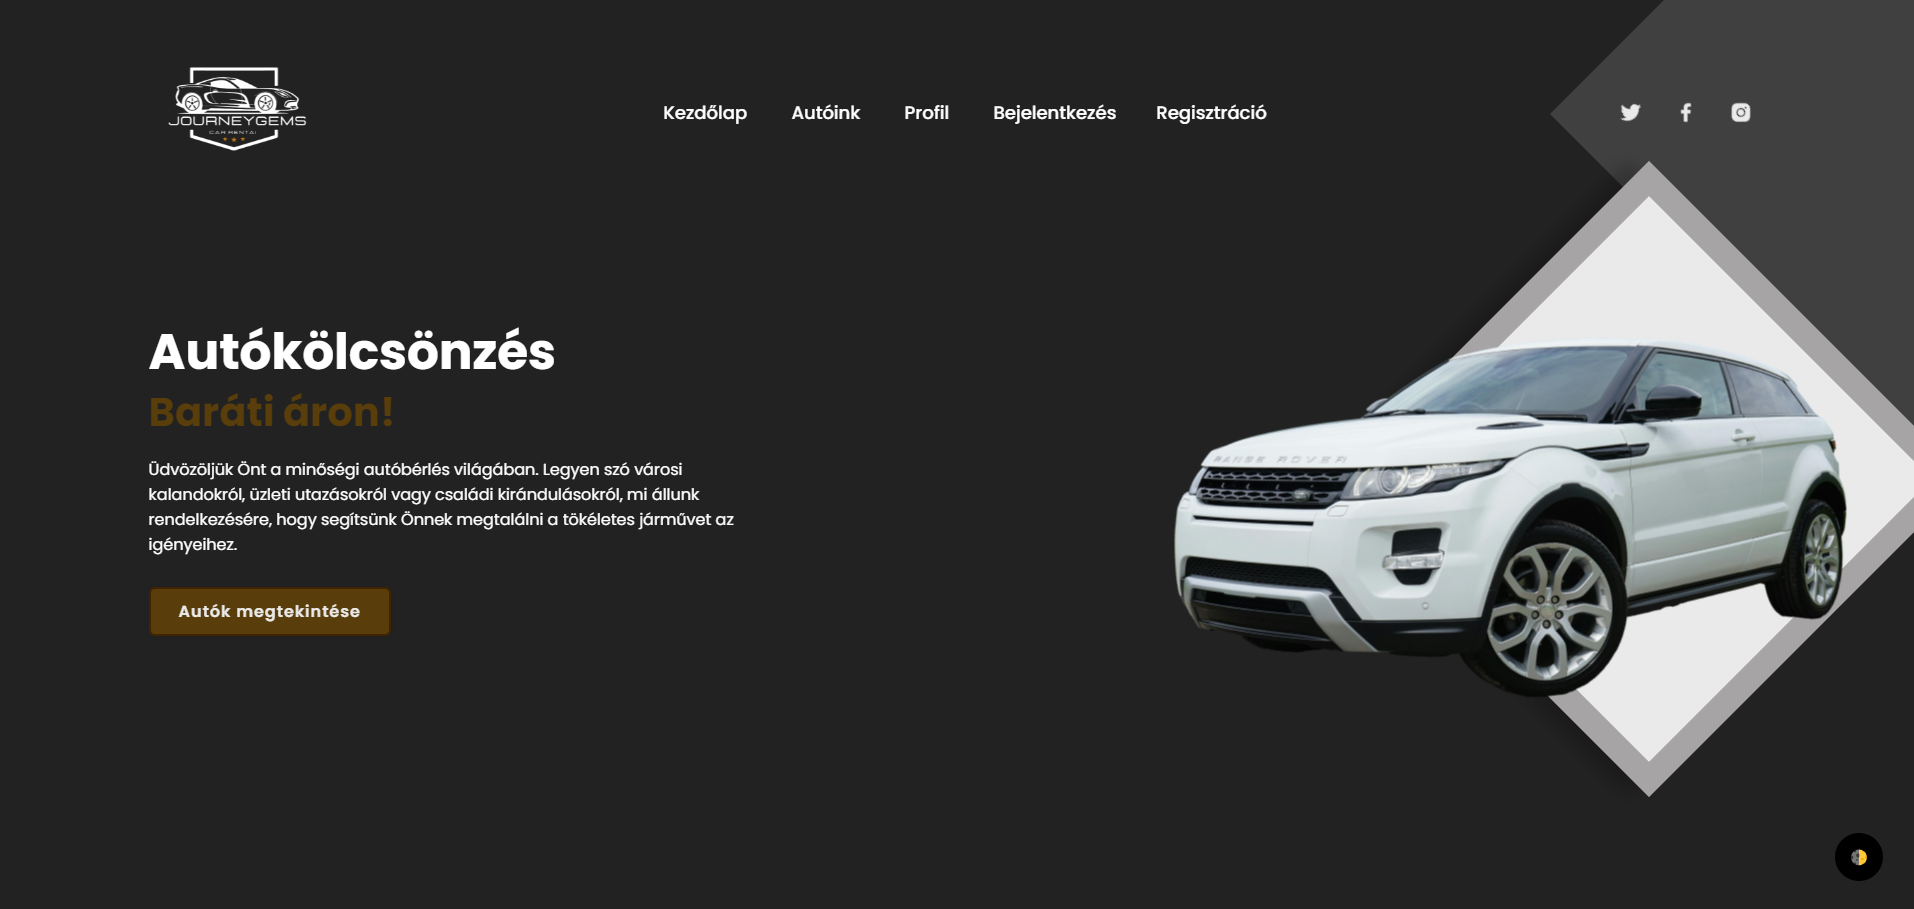 JOURNEYGEMS
CAR RENTAL
Kezdőlap
Autóink
Profil
Bejelentkezés
Regisztráció
Autókölcsönzés
Baráti áron!
Üdvözöljük Önt a minőségi autóbérlés világában. Legyen szó városi
kalandokról, üzleti utazásokról vagy családi kirándulásokról, mi állunk
rendelkezésére, hogy segítsünk Önnek megtalálni a tökéletes járművet az
igényeihez.
Autók megtekintése
RANGE ROVER